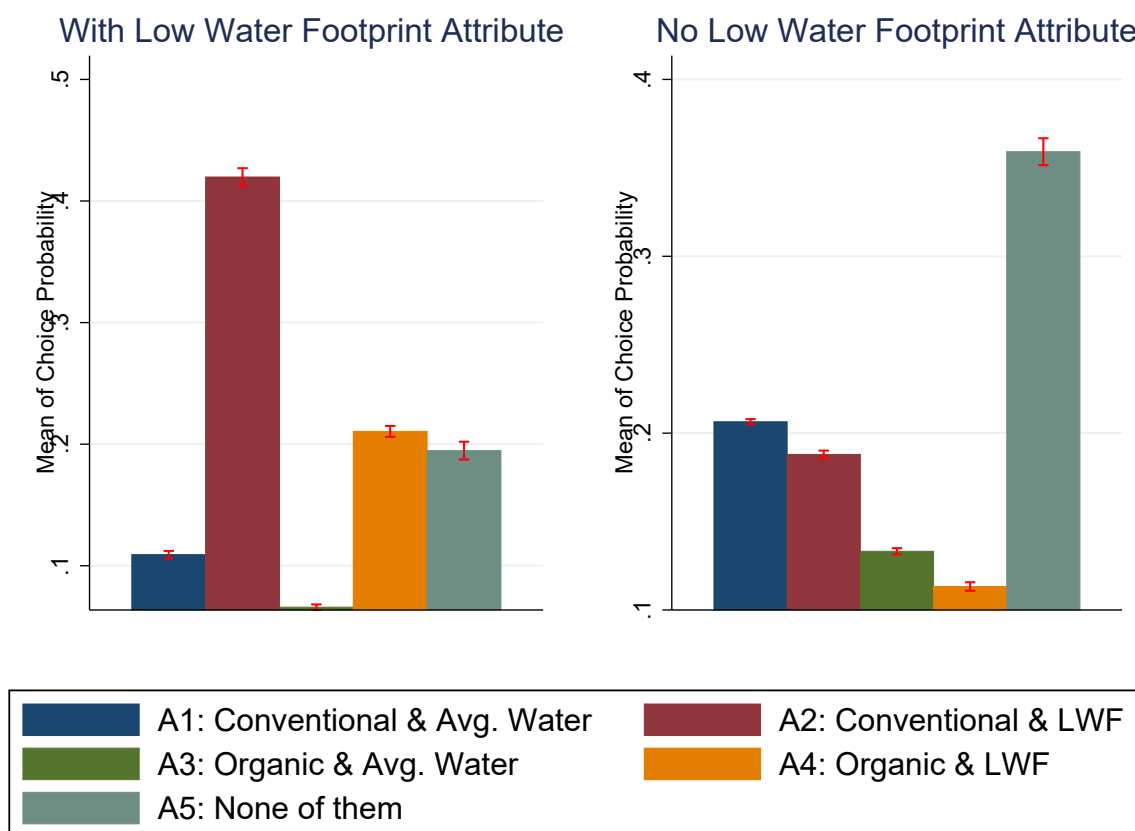 With Low Water Footprint Attribute
Mean of Choice Probability
.5
.4
.3
.2
.1
No Low Water Footprint Attribute
Mean of Choice Probability
.4
.3
.2
.1
A1: Conventional & Avg. Water
A2: Conventional & LWF
A3: Organic & Avg. Water
A4: Organic & LWF
A5: None of them